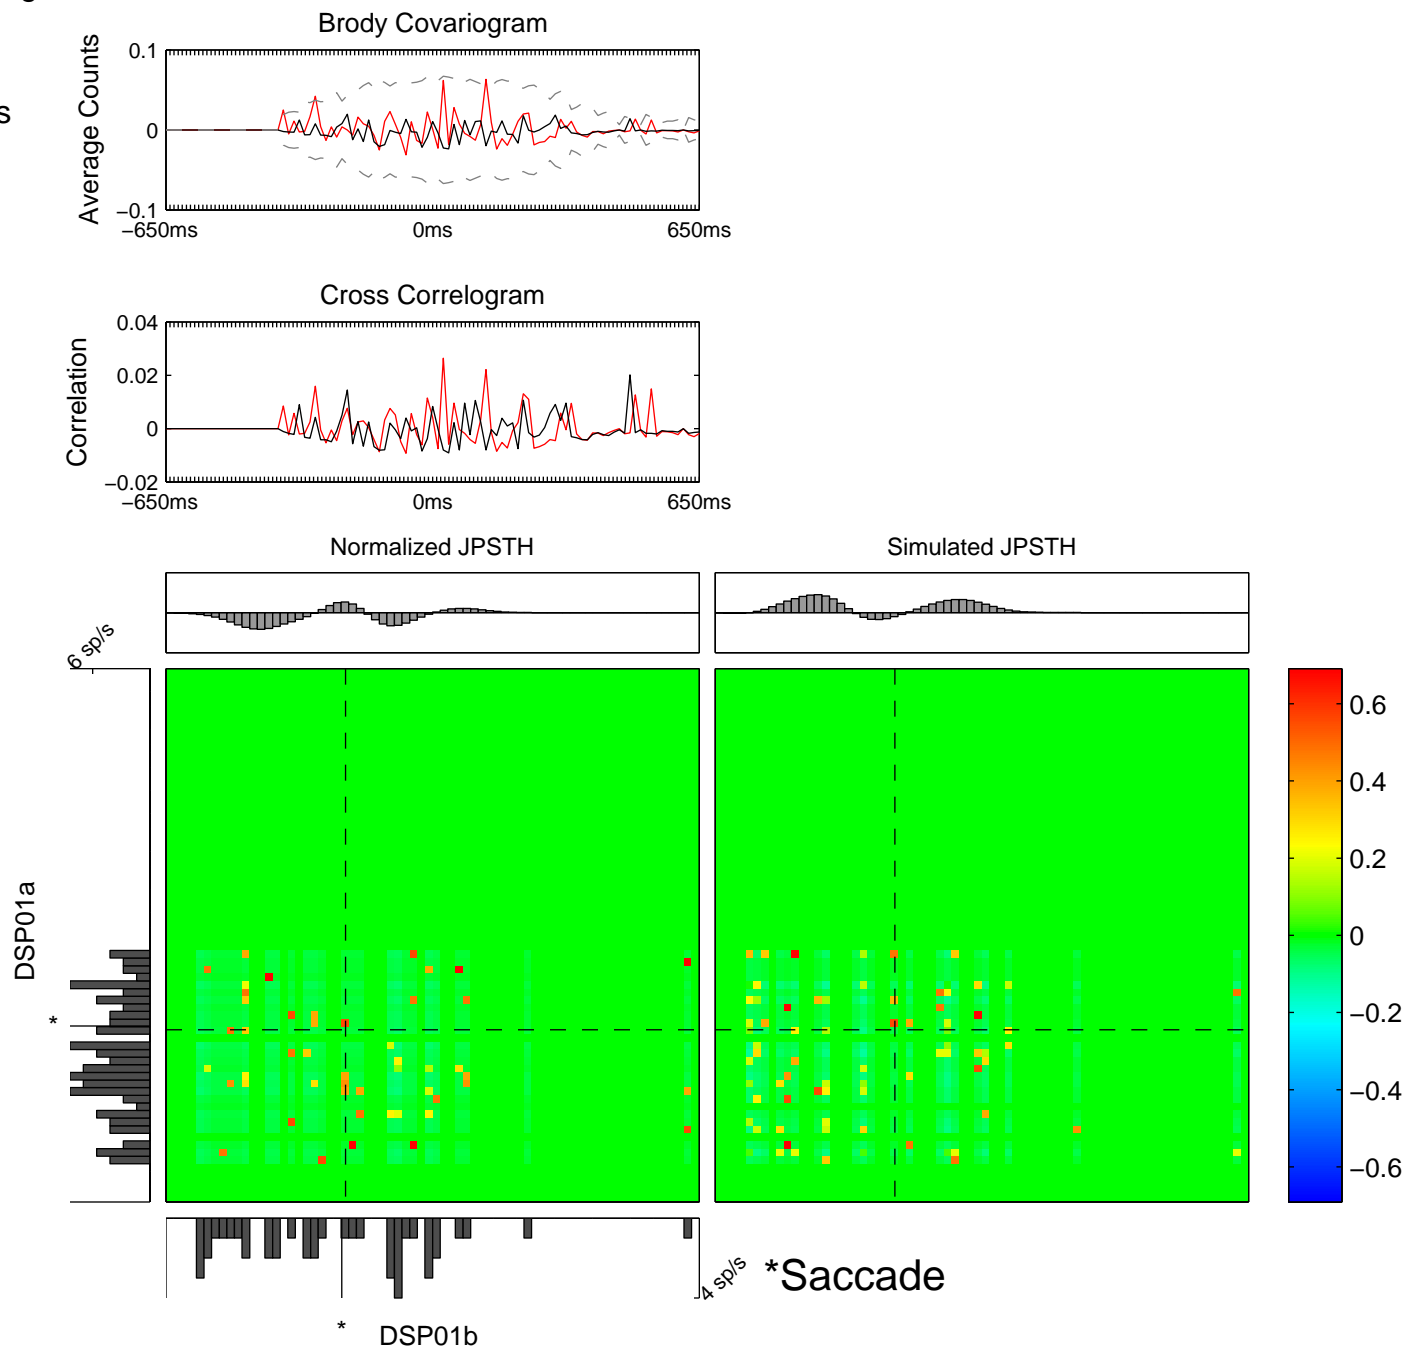 g
Brody Covariogram
s
Average Counts
0.1
0
−0.1
−650ms
0ms
650ms
Cross Correlogram
Correlation
0.04
0.02
0
−0.02
−650ms
0ms
650ms
Normalized JPSTH
Simulated JPSTH
6 sp/s
DSP01a
*
0.6
0.4
0.2
0
−0.2
−0.4
−0.6
4 sp/s
*Saccade
*
DSP01b